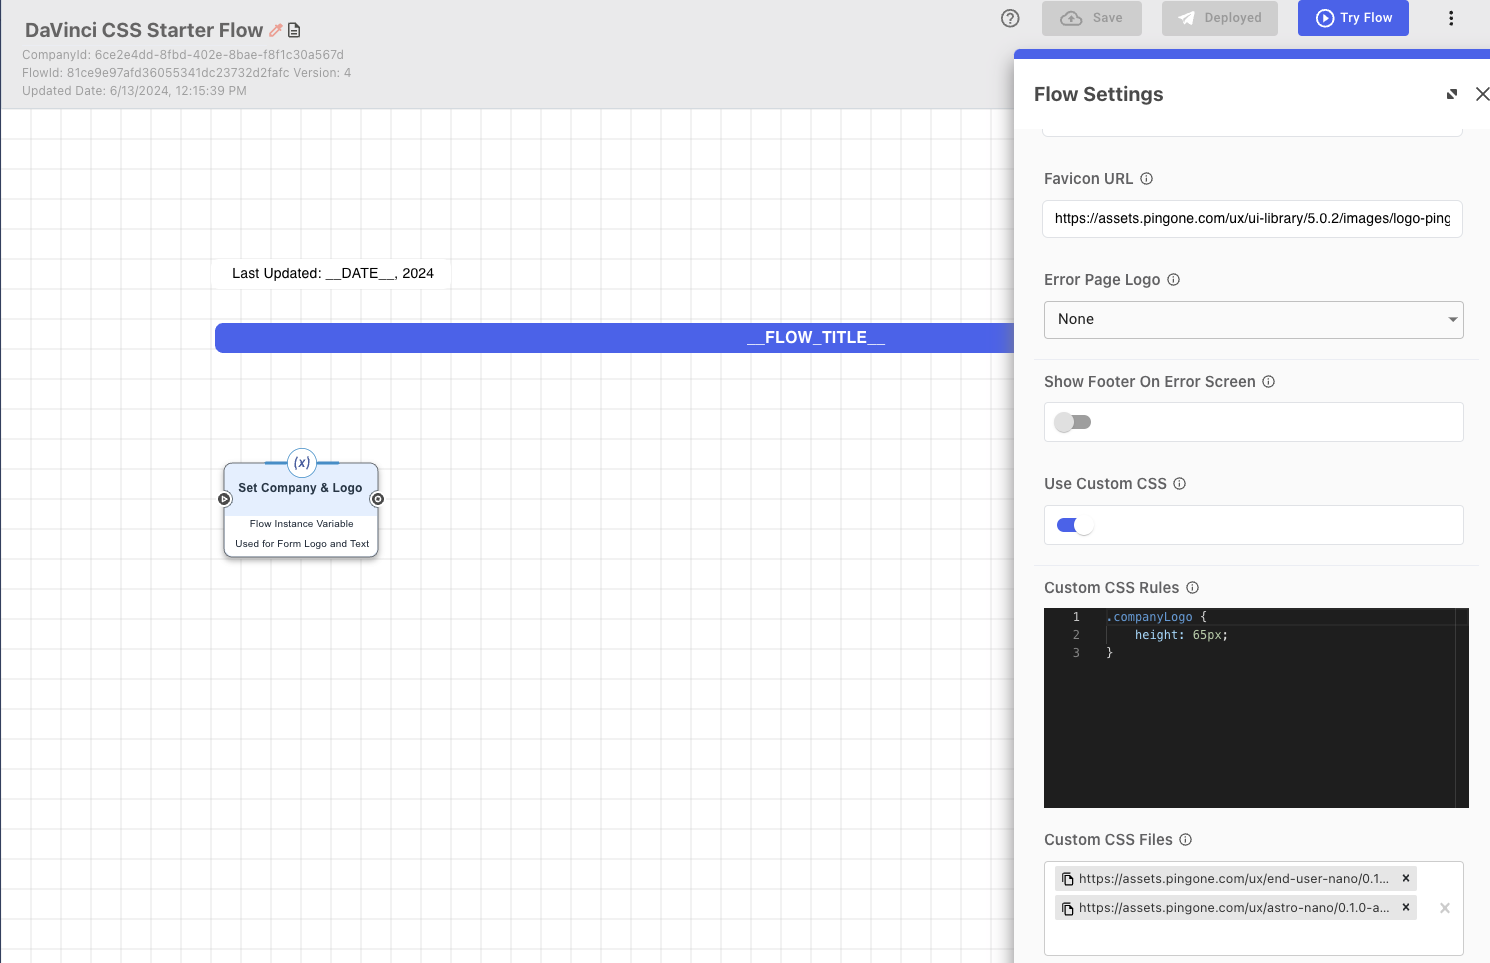 DaVinci CSS Starter Flow
CompanyId: 6ce2e4dd-8fbd-402e-8bae-f8f1c30a567d
FlowId: 81ce9e97afd36055341dc23732d2fafc Version: 4
Updated Date: 6/13/2024, 12:15:39 PM
Save
Deployed
Try Flow
Last Updated: __DATE__, 2024
__FLOW_TITLE__
(x)
Set Company & Logo
Flow Instance Variable
Used for Form Logo and Text
Flow Settings
Favicon URL
https://assets.pingone.com/ux/ui-library/5.0.2/images/logo-ping
Error Page Logo
None
Show Footer On Error Screen
Use Custom CSS
Custom CSS Rules
1 .companyLogo {
2 height: 65px;
3 }
Custom CSS Files
https://assets.pingone.com/ux/end-user-nano/0.1...
https://assets.pingone.com/ux/astro-nano/0.1.0-a...